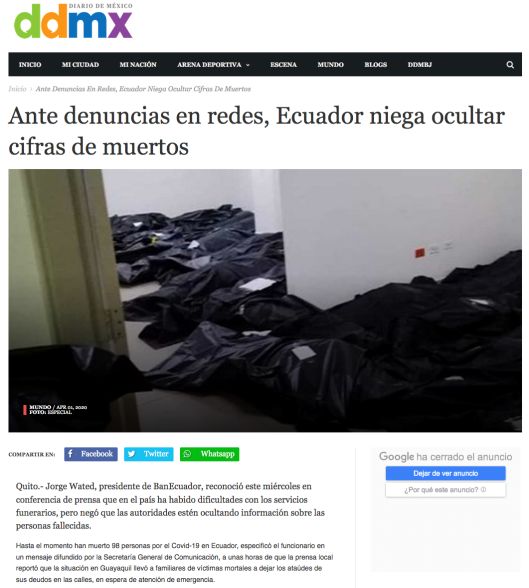 DIARIO DE MÉXICO
ddmx
INICIO MI CIUDAD MI NACIÓN ARENA DEPORTIVA ESCENA MUNDO BLOGS DDMBJ
Inicio › Ante Denuncias En Redes, Ecuador Niega Ocultar Cifras De Muertos
Ante denuncias en redes, Ecuador niega ocultar
cifras de muertos
MUNDO / APR 01, 2020
FOTO: ESPECIAL
COMPARTIR EN: Facebook Twitter Whatsapp
Quito.- Jorge Wated, presidente de BanEcuador, reconoció este miércoles en
conferencia de prensa que en el país ha habido dificultades con los servicios
funerarios, pero negó que las autoridades estén ocultando información sobre las
personas fallecidas.
Hasta el momento han muerto 98 personas por el Covid-19 en Ecuador, especificó el funcionario en
un mensaje difundido por la Secretaría General de Comunicación, a unas horas de que la prensa local
reportó que la situación en Guayaquil llevó a familiares de víctimas mortales a dejar los ataúdes de
sus deudos en las calles, en espera de atención de emergencia.
Google ha cerrado el anuncio
Dejar de ver anuncio
¿Por qué este anuncio?